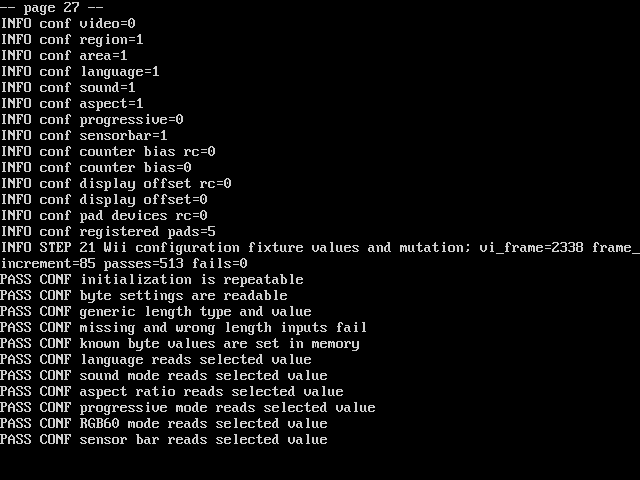 -- page 27 --
INFO conf video=0
INFO conf region=1
INFO conf area=1
INFO conf language=1
INFO conf sound=1
INFO conf aspect=1
INFO conf progressive=0
INFO conf sensorbar=1
INFO conf counter bias rc=0
INFO conf counter bias=0
INFO conf display offset rc=0
INFO conf display offset=0
INFO conf pad devices rc=0
INFO conf registered pads=5
INFO STEP 21 Wii configuration fixture values and mutation; vi_frame=2338 frame_
increment=85 passes=513 fails=0
PASS CONF initialization is repeatable
PASS CONF byte settings are readable
PASS CONF generic length type and value
PASS CONF missing and wrong length inputs fail
PASS CONF known byte values are set in memory
PASS CONF language reads selected value
PASS CONF sound mode reads selected value
PASS CONF aspect ratio reads selected value
PASS CONF progressive mode reads selected value
PASS CONF RGB60 mode reads selected value
PASS CONF sensor bar reads selected value